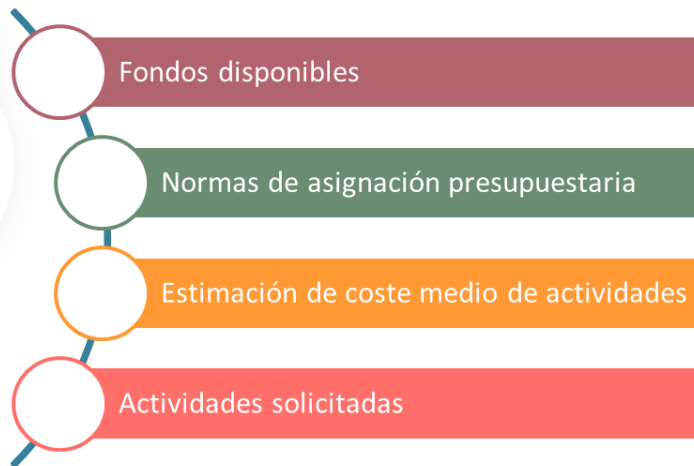 Fondos disponibles
Normas de asignación presupuestaria
Estimación de coste medio de actividades
Actividades solicitadas